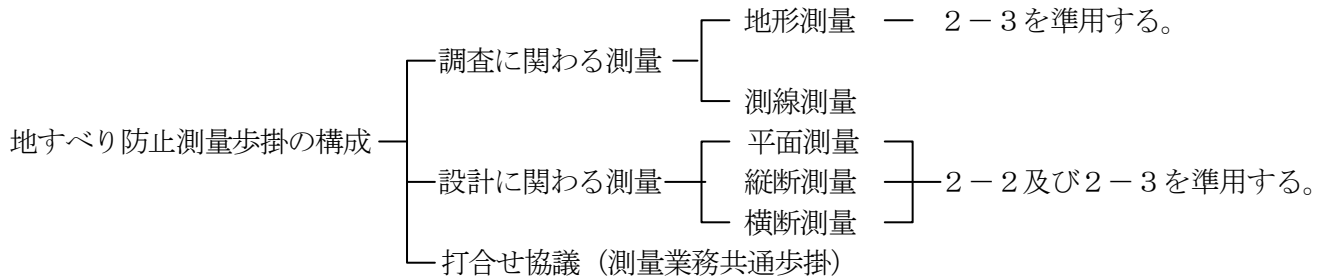 地形測量 2-3を準用する。
調査に関わる測量
測線測量
地すべり防止測量歩掛の構成
平面測量
設計に関わる測量 縦断測量 2-2及び2-3を準用する。
横断測量
打合せ協議(測量業務共通歩掛)